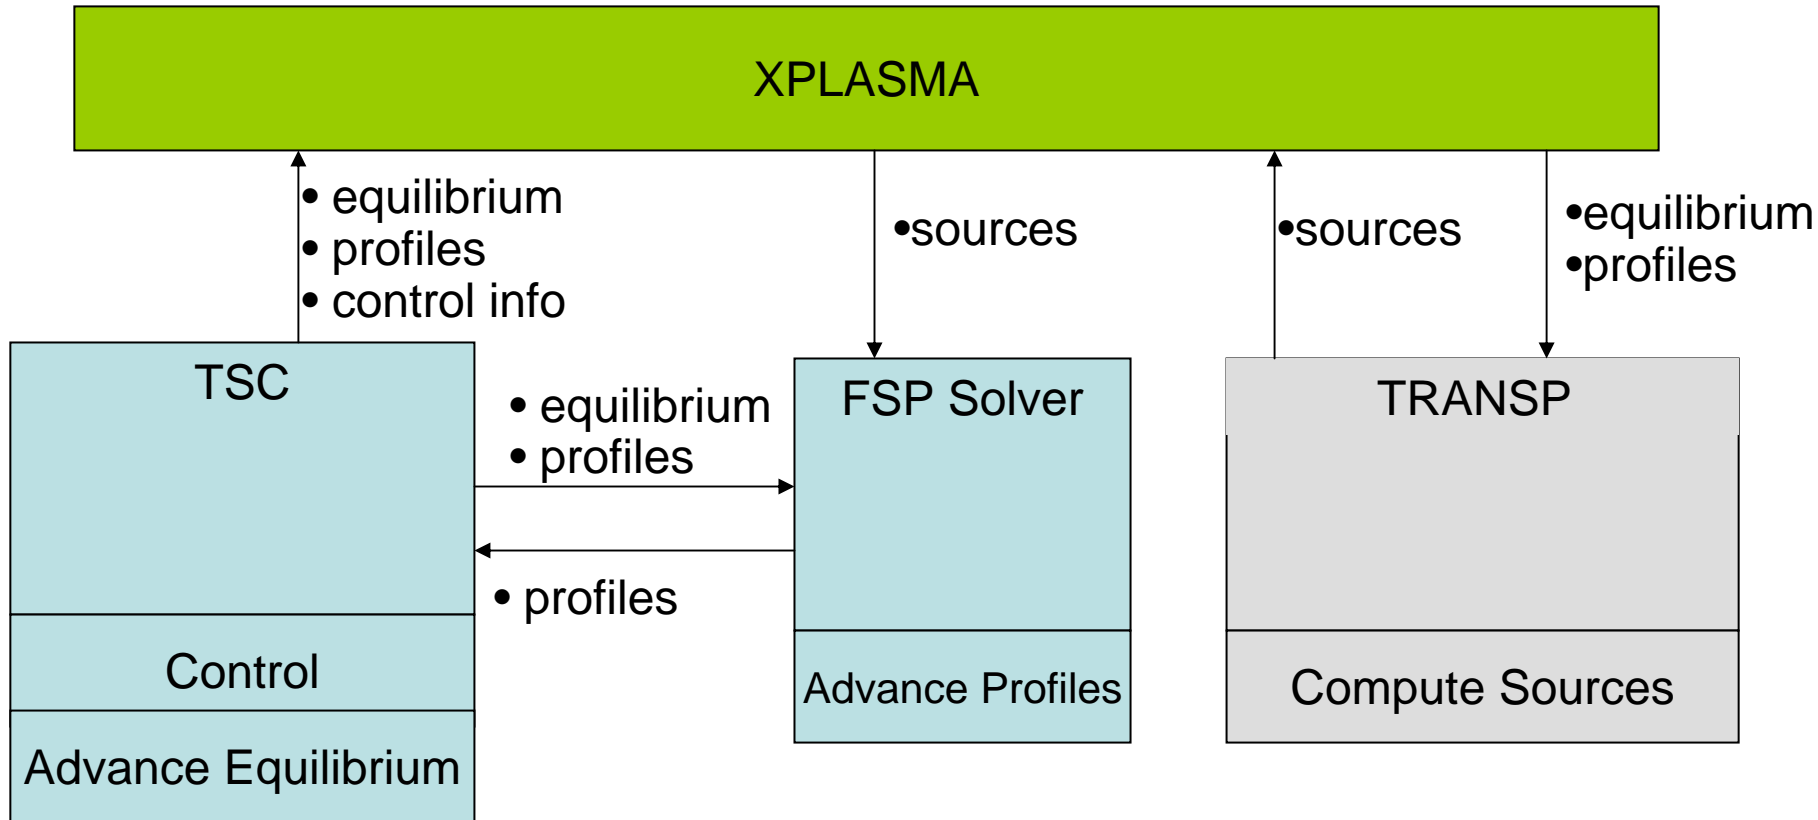 XPLASMA
• equilibrium
• profiles
• control info
•sources
•sources
•equilibrium
•profiles
TSC
• equilibrium
• profiles
• profiles
FSP Solver
TRANSP
Control
Advance Equilibrium
Advance Profiles
Compute Sources